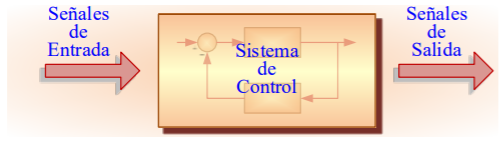 Señales
de
Entrada
Sistema
de
Control
Señales
de
Salida